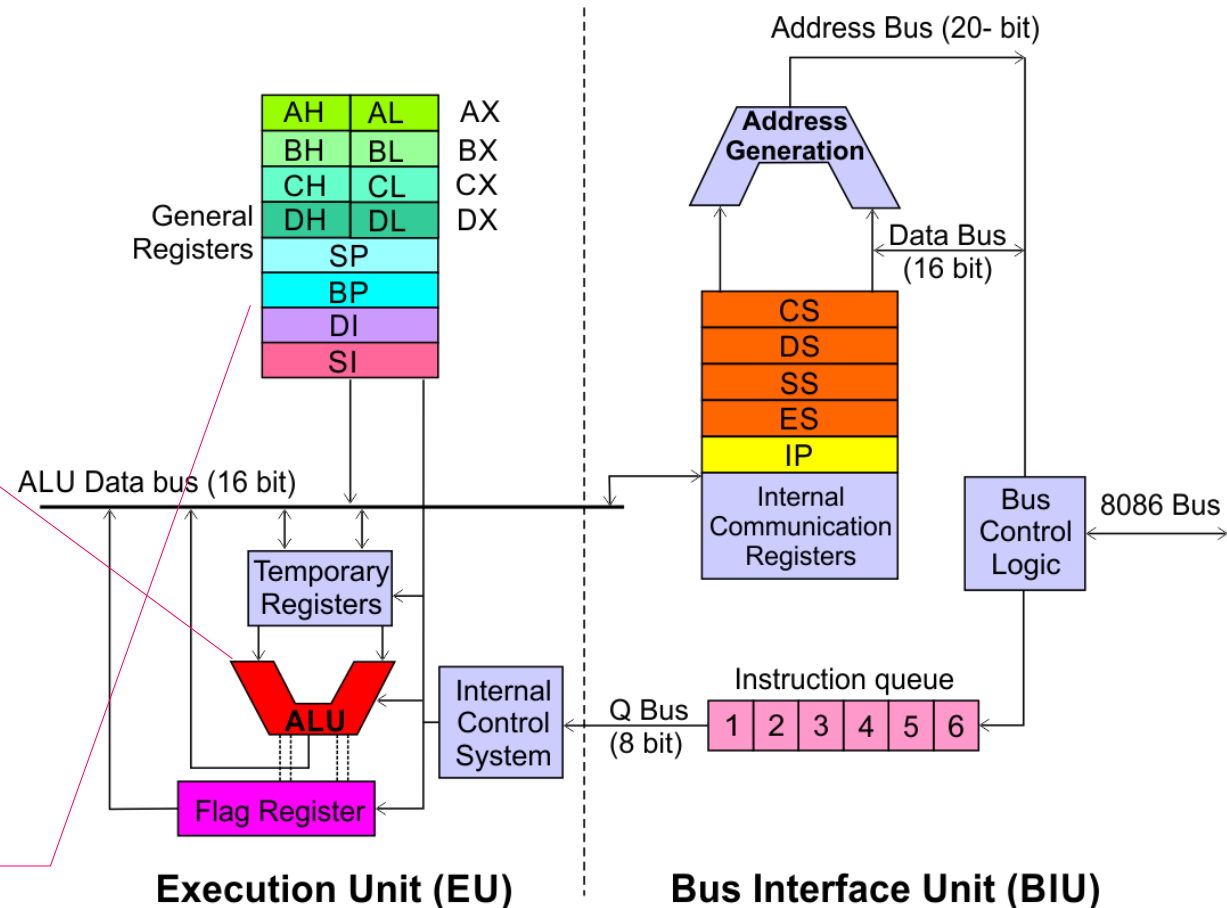 Address Bus (20- bit)
AH AL AX
BH BL BX
CH CL CX
DH DL DX
General
Registers
SP
BP
DI
SI
Address
Generation
Data Bus
(16 bit)
CS
DS
SS
ES
IP
Internal
Communication
Registers
ALU Data bus (16 bit)
Bus
Control
Logic
8086 Bus
Temporary
Registers
ALU
Internal
Control
System
Q Bus
(8 bit)
Instruction queue
1 2 3 4 5 6
Flag Register
Execution Unit (EU)
Bus Interface Unit (BIU)